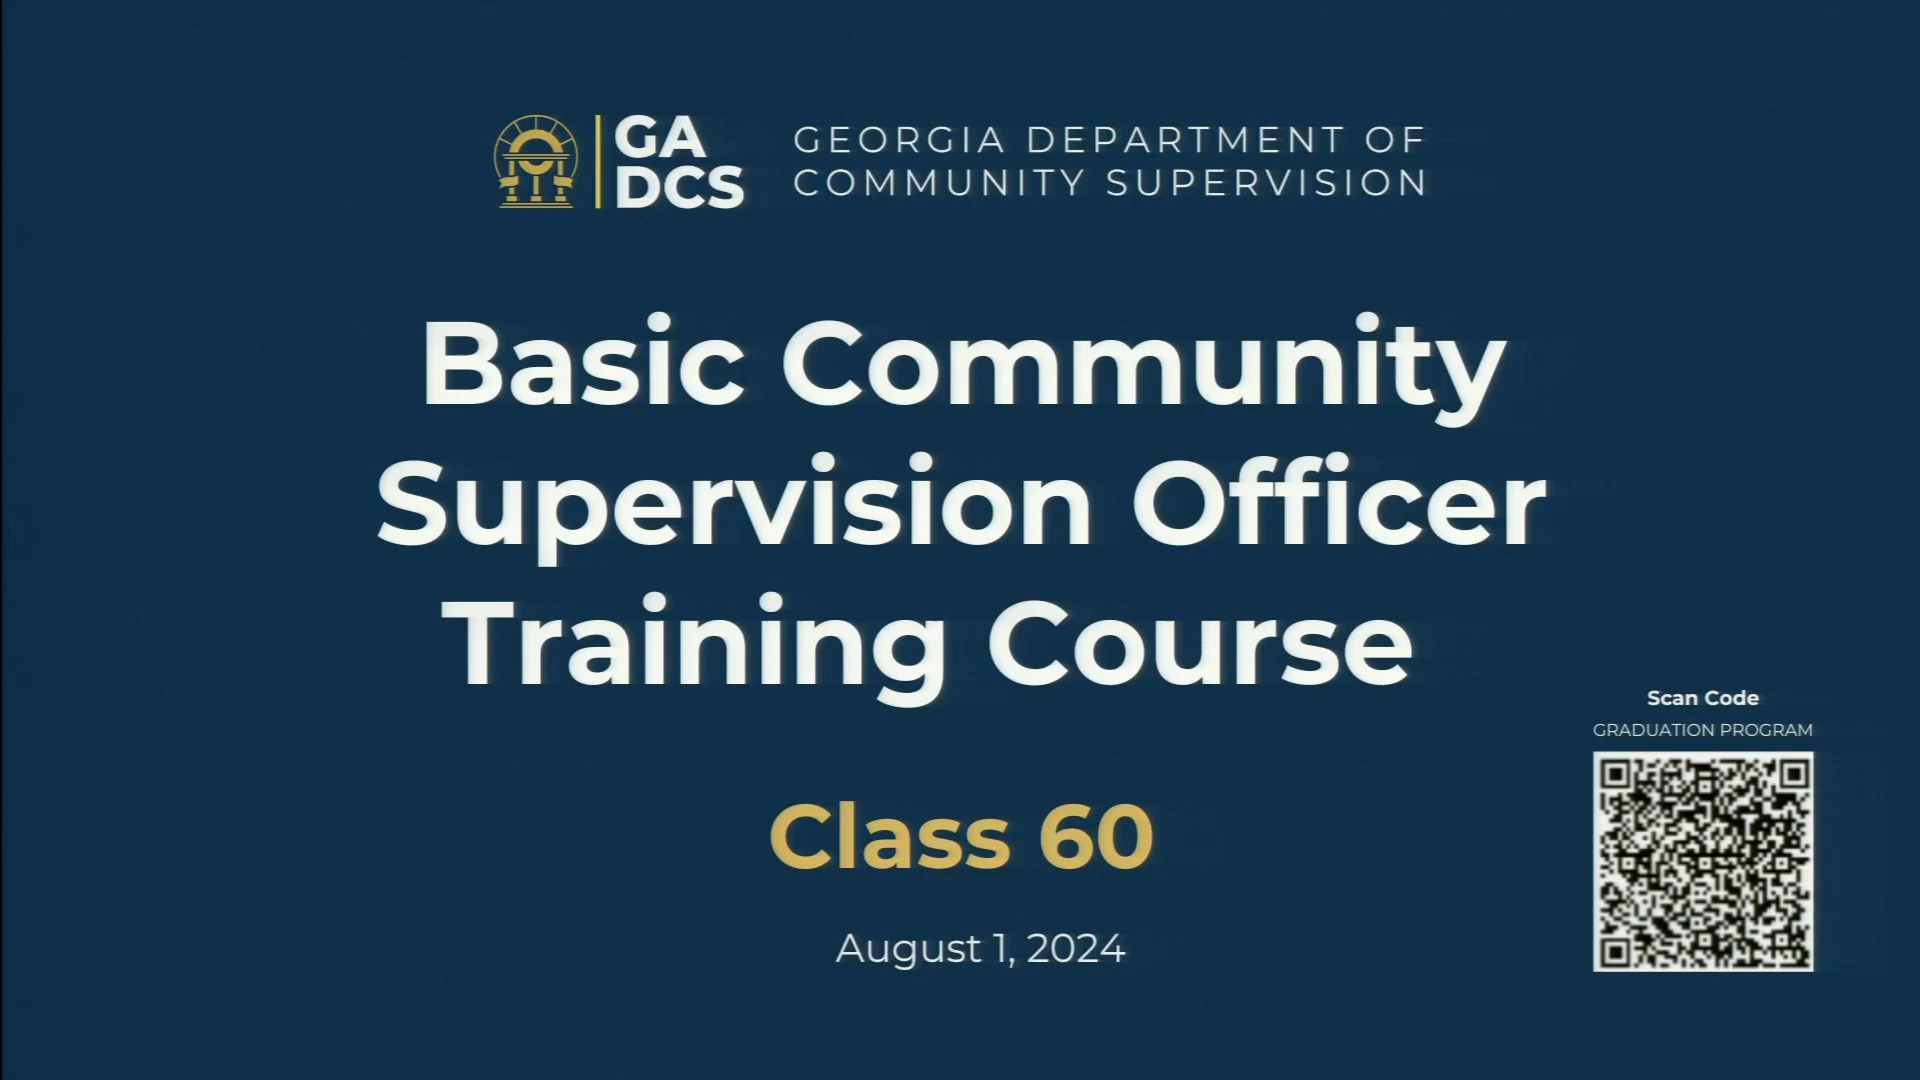 GA
DCS
GEORGIA DEPARTMENT OF
COMMUNITY SUPERVISION
Basic Community
Supervision Officer
Training Course
Class 60
August 1, 2024
Scan Code
GRADUATION PROGRAM